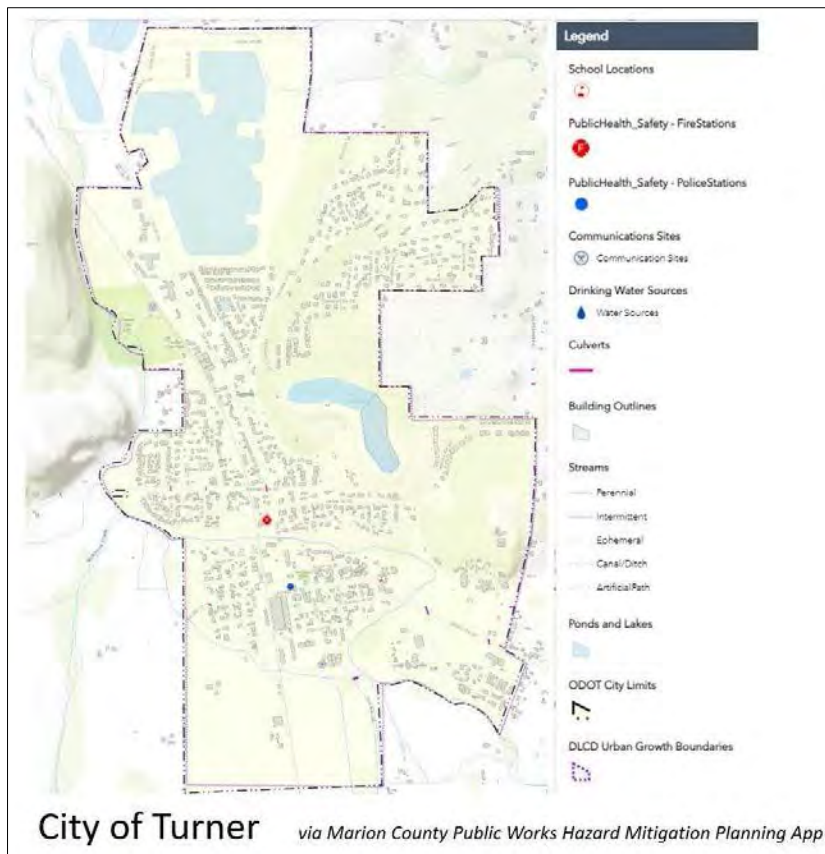 Legend
School Locations
PublicHealth_Safety - FireStations
F
PublicHealth_Safety - PoliceStations
Communications Sites
Communication Sites
Drinking Water Sources
Water Sources
Culverts
Building Outlines
Streams
Perennial
Intermittent
Ephemeral
Canal/Ditch
ArtificialPath
Ponds and Lakes
ODOT City Limits
DLCD Urban Growth Boundaries
City of Turner via Marion County Public Works Hazard Mitigation Planning App